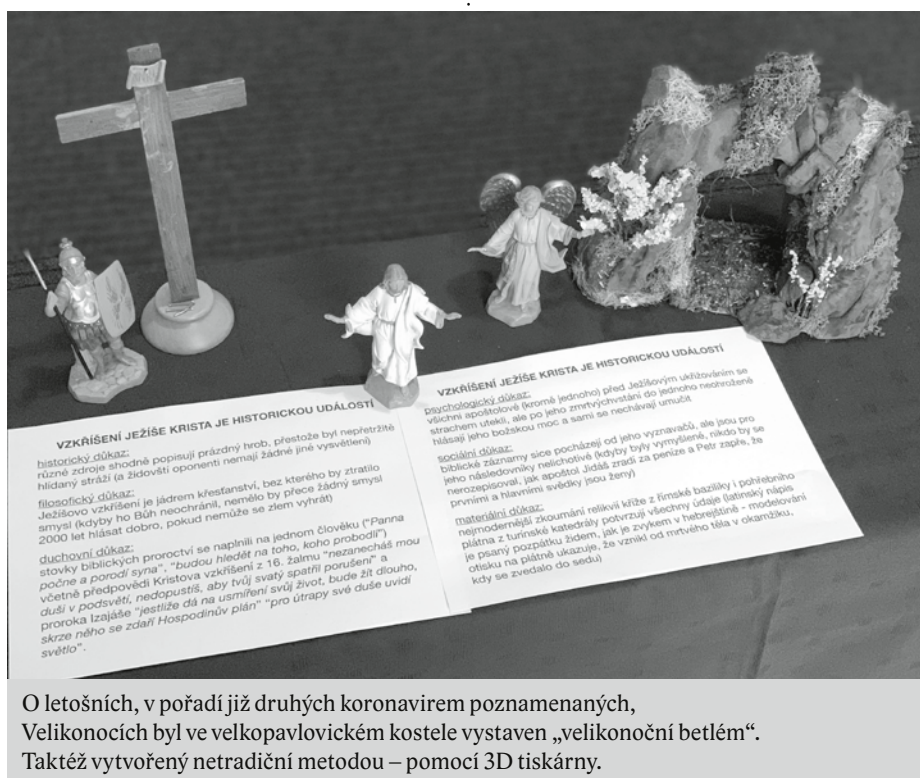 VZKŘÍŠENÍ JEŽÍŠE KRISTA JE HISTORICKOU UDÁLOSTÍ
historický důkaz:
různé zdroje shodně popisují prázdný hrob, přestože byl nepřetržitě
hlídaný stráží (a židovští oponenti nemají žádné jiné vysvětlení)
filosofický důkaz:
Ježíšovo vzkříšení je jádrem křesťanství, bez kterého by ztratilo
smysl (kdyby ho Bůh neochránil, nemělo by přece žádný smysl
2000 let hlásat dobro, pokud nemůže se zlem vyhrát)
duchovní důkaz:
stovky biblických proroctví se naplnili na jednom člověku ("Panna
počne a porodí syna", "budou hledět na toho, koho probodli")
včetně předpovědi Kristova vzkříšení z 16. žalmu "nezanecháš mou
duši v podsvětí, nedopustíš, aby tvůj svatý spatřil porušení" a
proroka Izajáše "jestliže dá na usmíření svůj život, bude žít dlouho,
skrze něho se zdaří Hospodinův plán" "pro útrapy své duše uvidí
světlo".
VZKŘÍŠENÍ JEŽÍŠE KRISTA JE HISTORICKOU UDÁLOSTÍ
psychologický důkaz:
všichni apoštolové (kromě jednoho) před Ježíšovým ukřižováním se
strachem utekli, ale po jeho zmrtvýchvstání do jednoho neohroženě
hlásají jeho božskou moc a sami se nechávají umučit
sociální důkaz:
biblické záznamy sice pocházejí od jeho vyznavačů, ale jsou pro
jeho následovníky nelichotivé (kdyby byly vymyšlené, nikdo by se
nerozepisoval, jak apoštol Jidáš zradí za peníze a Petr zapře, že
prvními a hlavními svědky jsou ženy)
materiální důkaz:
nejmodernější zkoumání relikvií kříže z římské baziliky i pohřebního
plátna z turínské katedrály potvrzují všechny údaje (latinský nápis
je psaný pozpátku židem, jak je zvykem v hebrejštině - modelování
otisku na plátně ukazuje, že vznikl od mrtvého těla v okamžiku,
kdy se zvedalo do sedu)
O letošních, v pořadí již druhých koronavirem poznamenaných,
Velikonocích byl ve velkopavlovickém kostele vystaven „velikonoční betlém“.
Taktéž vytvořený netradiční metodou – pomocí 3D tiskárny.